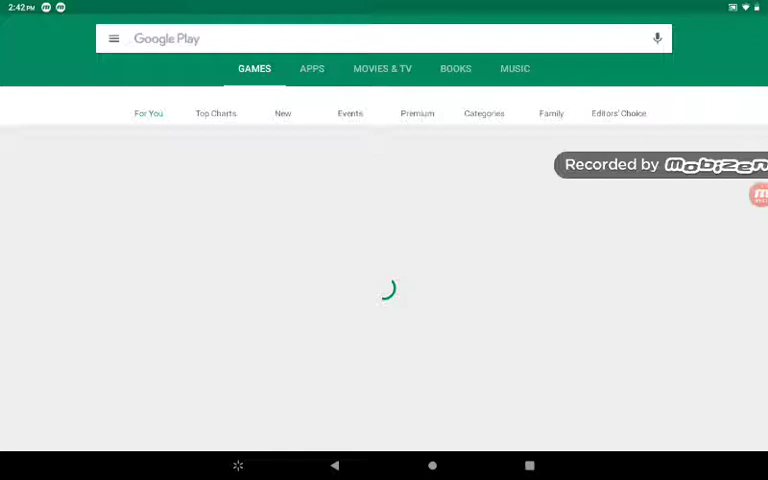 2:42 PM
Google Play
GAMES APPS MOVIES & TV BOOKS MUSIC
For You Top Charts New Events Premium Categories Family Editors' Choice
Recorded by mobizen